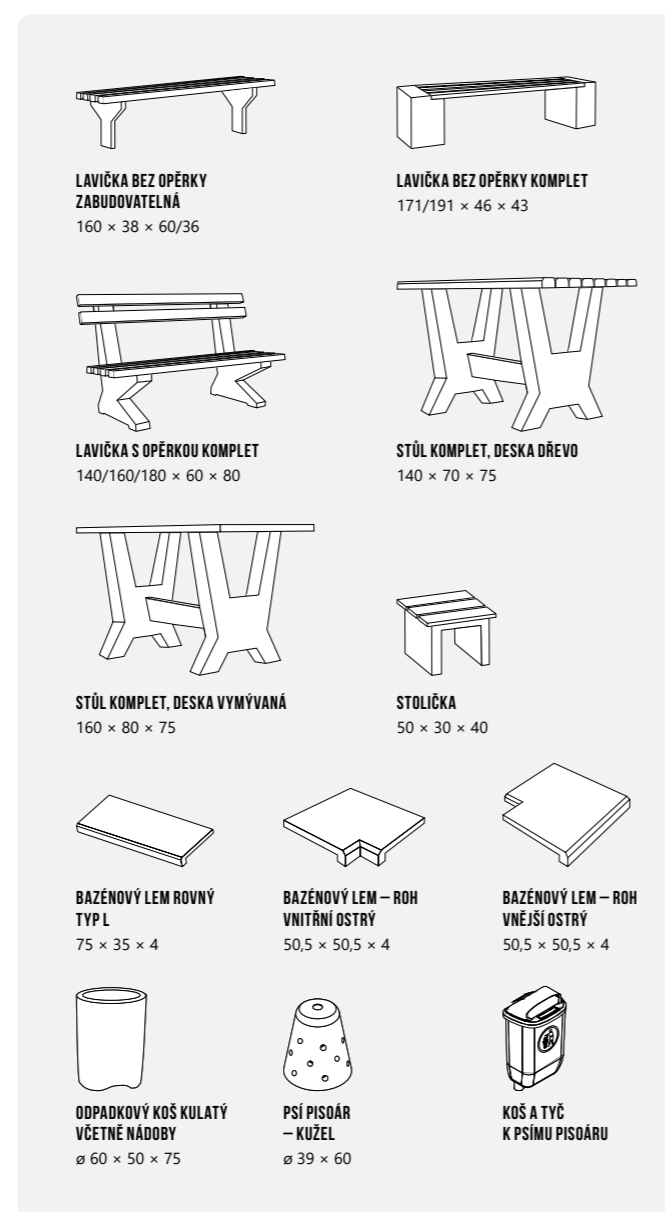 LAVIČKA BEZ OPĚRKY
ZABUDOVATELNÁ
160 × 38 × 60/36
LAVIČKA BEZ OPĚRKY KOMPLET
171/191 × 46 × 43
LAVIČKA S OPĚRKOU KOMPLET
140/160/180 × 60 × 80
STŮL KOMPLET, DESKA DŘEVO
140 × 70 × 75
STŮL KOMPLET, DESKA VYMÝVANÁ
160 × 80 × 75
STOLIČKA
50 × 30 × 40
BAZÉNOVÝ LEM ROVNÝ
TYP L
75 × 35 × 4
BAZÉNOVÝ LEM – ROH
VNITŘNÍ OSTRÝ
50,5 × 50,5 × 4
BAZÉNOVÝ LEM – ROH
VNĚJŠÍ OSTRÝ
50,5 × 50,5 × 4
ODPADKOVÝ KOŠ KULATÝ
VČETNĚ NÁDOBY
ø 60 × 50 × 75
PSÍ PISOÁR
– KUŽEL
ø 39 × 60
KOŠ A TYČ
K PSÍMU PISOÁRU